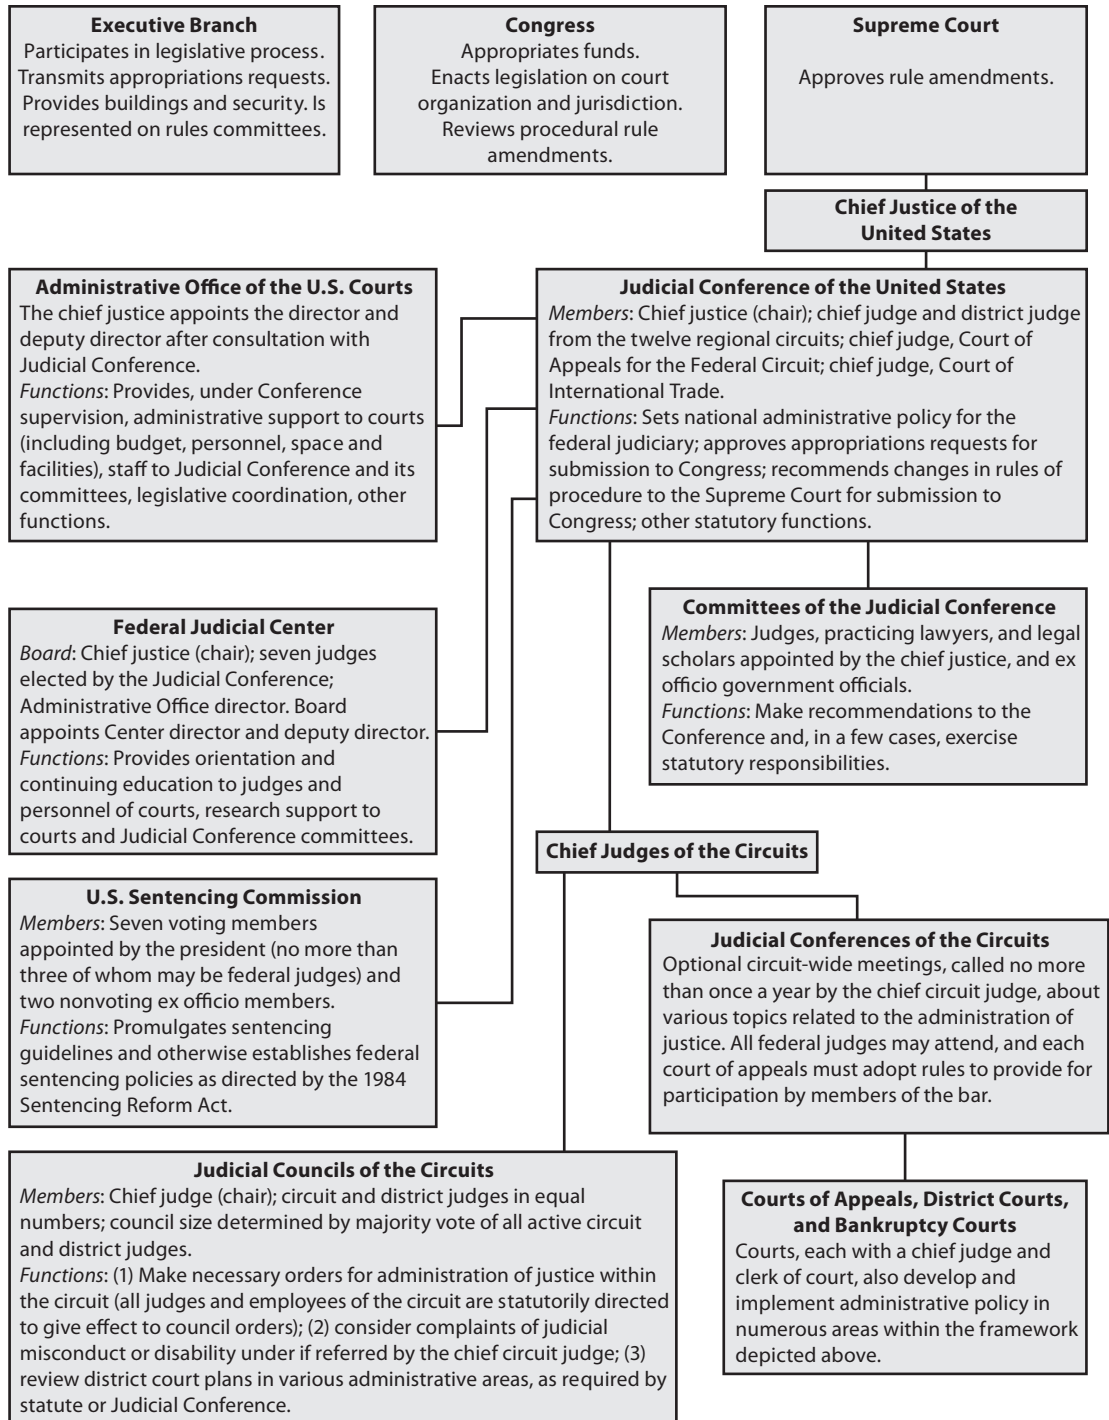 Executive Branch
Participates in legislative process.
Transmits appropriations requests.
Provides buildings and security. Is
represented on rules committees.
Congress
Appropriates funds.
Enacts legislation on court
organization and jurisdiction.
Reviews procedural rule
amendments.
Supreme Court
Approves rule amendments.
Chief Justice of the
United States
Administrative Office of the U.S. Courts
The chief justice appoints the director and
deputy director after consultation with
Judicial Conference.
Functions: Provides, under Conference
supervision, administrative support to courts
(including budget, personnel, space and
facilities), staff to Judicial Conference and its
committees, legislative coordination, other
functions.
Judicial Conference of the United States
Members: Chief justice (chair); chief judge and district judge
from the twelve regional circuits; chief judge, Court of
Appeals for the Federal Circuit; chief judge, Court of
International Trade.
Functions: Sets national administrative policy for the
federal judiciary; approves appropriations requests for
submission to Congress; recommends changes in rules of
procedure to the Supreme Court for submission to
Congress; other statutory functions.
Federal Judicial Center
Board: Chief justice (chair); seven judges
elected by the Judicial Conference;
Administrative Office director. Board
appoints Center director and deputy director.
Functions: Provides orientation and
continuing education to judges and
personnel of courts, research support to
courts and Judicial Conference committees.
Committees of the Judicial Conference
Members: Judges, practicing lawyers, and legal
scholars appointed by the chief justice, and ex
officio government officials.
Functions: Make recommendations to the
Conference and, in a few cases, exercise
statutory responsibilities.
Chief Judges of the Circuits
U.S. Sentencing Commission
Members: Seven voting members
appointed by the president (no more than
three of whom may be federal judges) and
two nonvoting ex officio members.
Functions: Promulgates sentencing
guidelines and otherwise establishes federal
sentencing policies as directed by the 1984
Sentencing Reform Act.
Judicial Conferences of the Circuits
Optional circuit-wide meetings, called no more
than once a year by the chief circuit judge, about
various topics related to the administration of
justice. All federal judges may attend, and each
court of appeals must adopt rules to provide for
participation by members of the bar.
Judicial Councils of the Circuits
Members: Chief judge (chair); circuit and district judges in equal
numbers; council size determined by majority vote of all active circuit
and district judges.
Functions: (1) Make necessary orders for administration of justice within
the circuit (all judges and employees of the circuit are statutorily directed
to give effect to council orders); (2) consider complaints of judicial
misconduct or disability under if referred by the chief circuit judge; (3)
review district court plans in various administrative areas, as required by
statute or Judicial Conference.
Courts of Appeals, District Courts,
and Bankruptcy Courts
Courts, each with a chief judge and
clerk of court, also develop and
implement administrative policy in
numerous areas within the framework
depicted above.